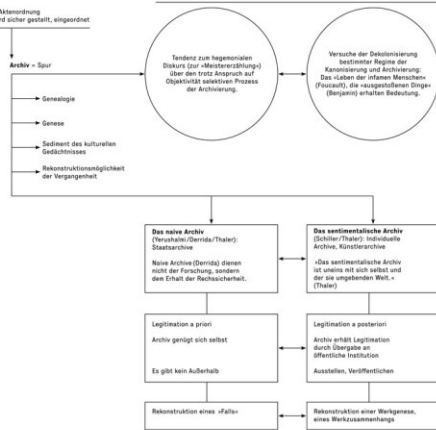 Aktenordnung
rd sicher gestellt, eingeordnet
Archiv = Spur
Genealogie
Genese
Sediment des kulturellen
Gedächtnisses
Rekonstruktionsmöglichkeit
der Vergangenheit
Tendenz zum hegemonialen
Diskurs (zur »Meistererzählung«)
über den trotz Anspruch auf
Objektivität selektiven Prozess
der Archivierung.
Versuche der Dekolonisierung
bestimmter Regime der
Kanonisierung und Archivierung:
Das »Leben der infamen Menschen«
(Foucault), die »ausgestoßenen Dinge«
(Benjamin) erhalten Bedeutung.
Das naive Archiv
(Yerushalmi/Derrida/Thaler):
Staatsarchive
Naive Archive (Derrida) dienen
nicht der Forschung, sondern
dem Erhalt der Rechtssicherheit.
Das sentimentalische Archiv
(Schiller/Thaler): Individuelle
Archive, Künstlerarchive
»Das sentimentalische Archiv
ist uneins mit sich selbst und
der sie umgebenden Welt.«
(Thaler)
Legitimation a priori
Archiv genügt sich selbst
Es gibt kein Außerhalb
Legitimation a posteriori
Archiv erhält Legitimation
durch Übergabe an
öffentliche Institution
Ausstellen, Veröffentlichen
Rekonstruktion eines »Falls«
Rekonstruktion einer Werkgenese,
eines Werkzusammenhangs